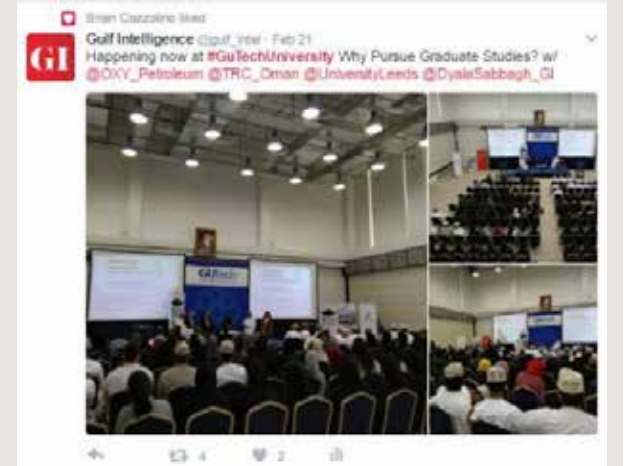 Brian Cazzolino liked
Gulf Intelligence @gulf_intel · Feb 21
GI
Happening now at #GuTechUniversity Why Pursue Graduate Studies? w/
@OXY_Petroleum @TRC_Oman @UniversityLeeds @DyalaSabbagh_GI
GUtech
4
2